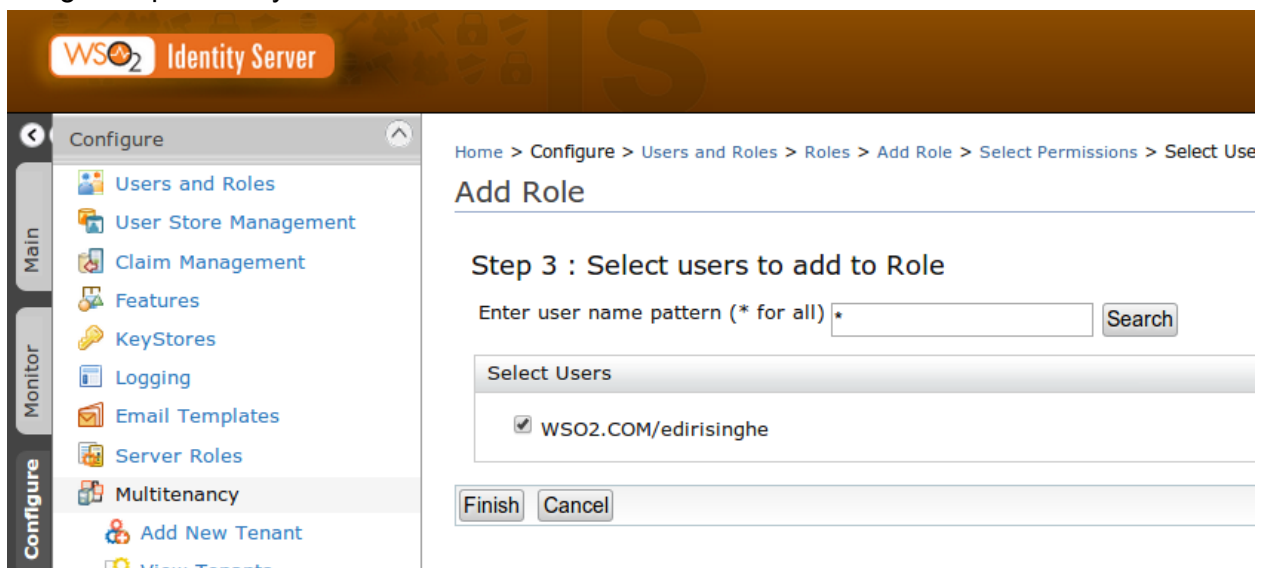 WSO2 Identity Server
Configure
Users and Roles
User Store Management
Claim Management
Features
KeyStores
Logging
Email Templates
Server Roles
Multitenancy
Add New Tenant
View Tenants
Main
Monitor
Configure
Home > Configure > Users and Roles > Roles > Add Role > Select Permissions > Select Use
Add Role
Step 3 : Select users to add to Role
Enter user name pattern (* for all) * Search
Select Users
WSO2.COM/edirisinghe
Finish Cancel